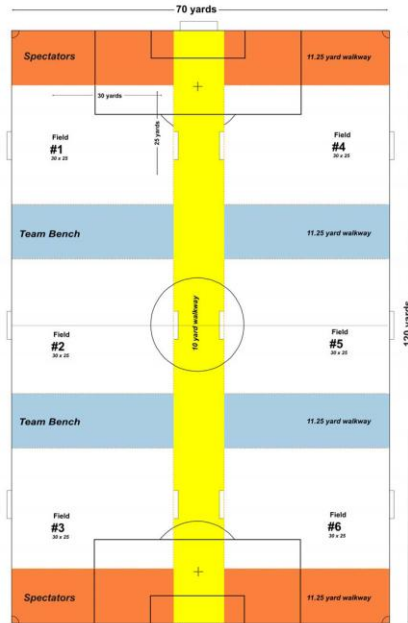 70 yards
Spectators
11.25 yard walkway
30 yards
25 yards
Field
#1
30 x 25
Field
#4
30 x 25
Team Bench
11.25 yard walkway
10 yard walkway
Field
#2
30 x 25
Field
#5
30 x 25
120 yards
Team Bench
11.25 yard walkway
Field
#3
30 x 25
Field
#6
30 x 25
Spectators
11.25 yard walkway